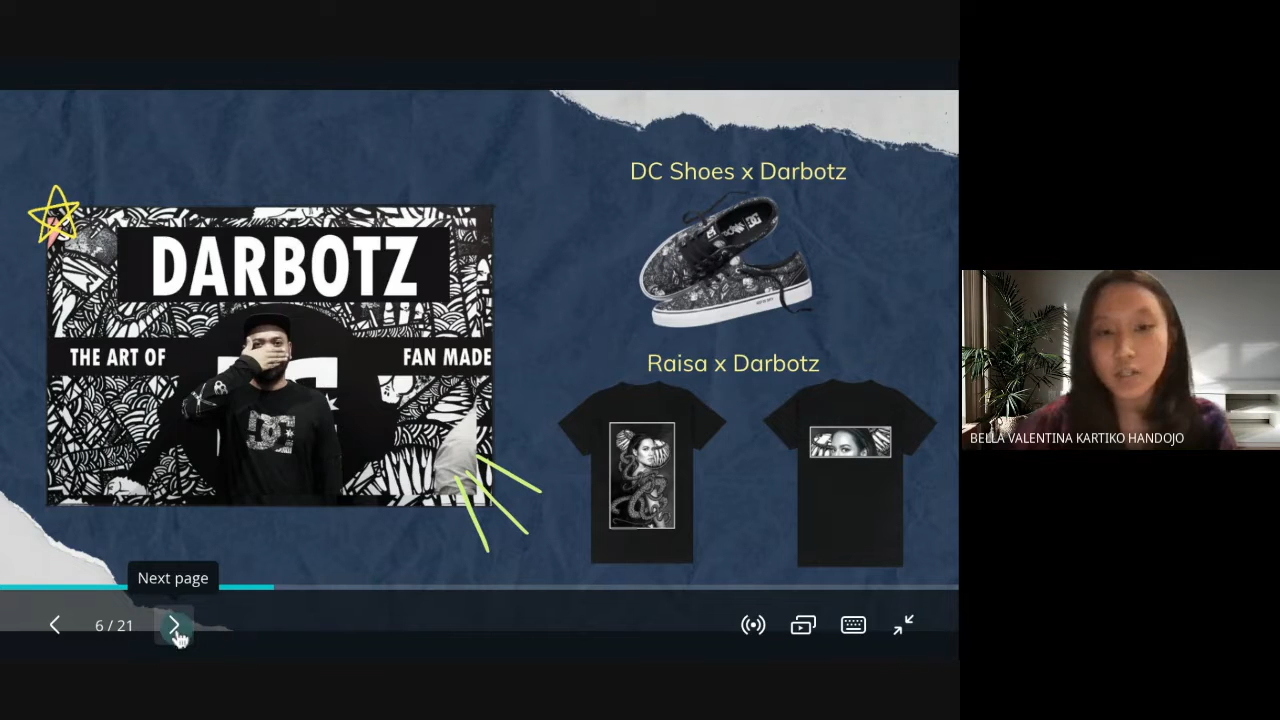 DARBOTZ
THE ART OF
FAN MADE
DC Shoes x Darbotz
Raisa x Darbotz
Next page
6 / 21
BELLA VALENTINA KARTIKO HANDOJO